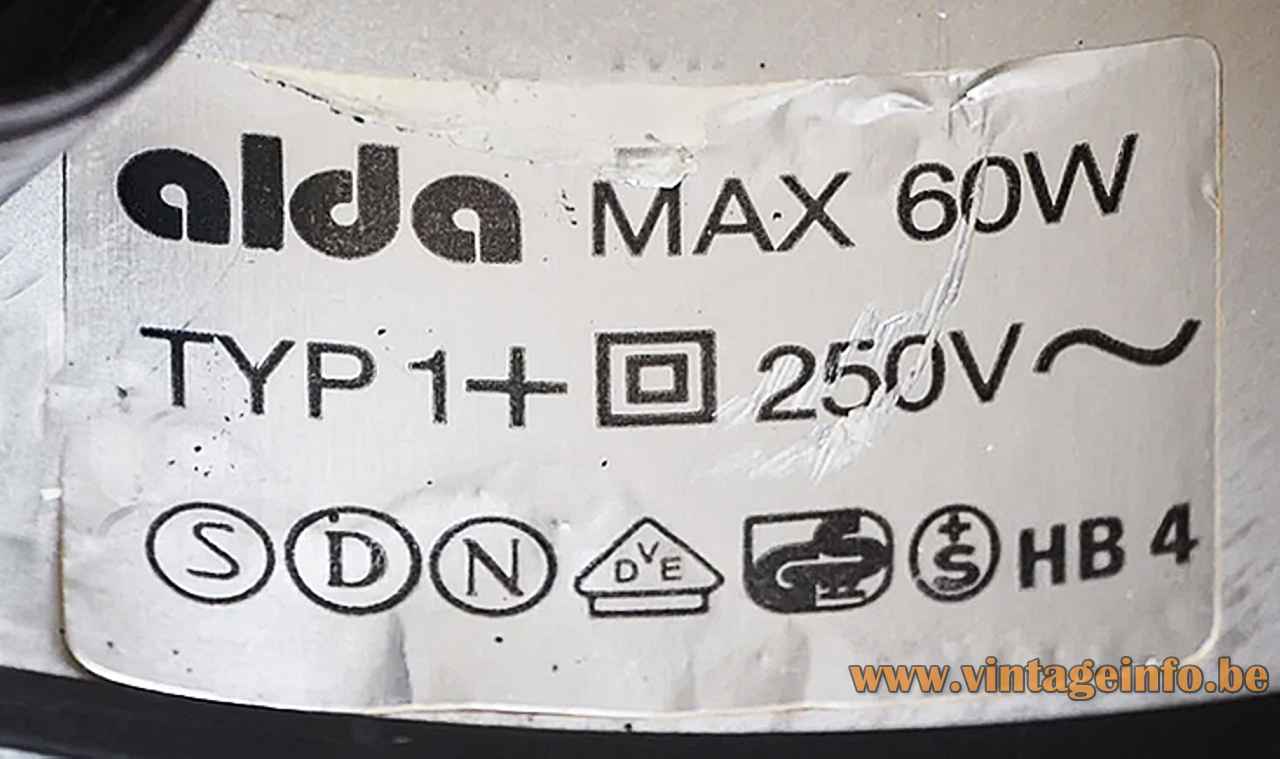 alda MAX 60W
TYP 1+ 250V~
S D N DVE +S HB 4
www.vintageinfo.be